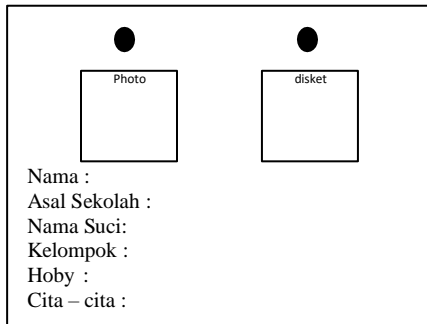 Photo
disket
Nama :
Asal Sekolah :
Nama Suci:
Kelompok :
Hoby :
Cita – cita :